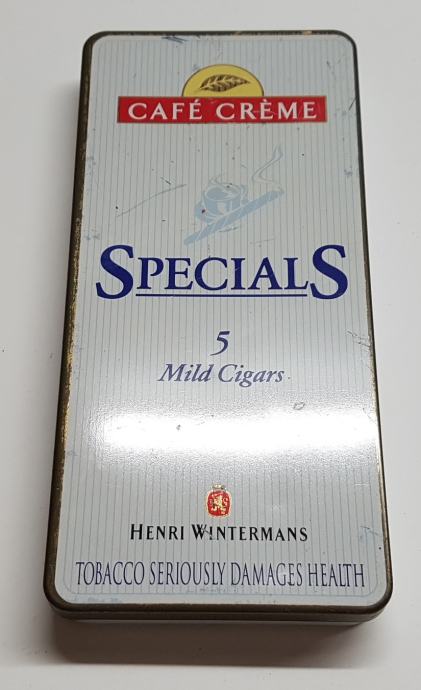 CAFÉ CRÈME
SPECIALS
5
Mild Cigars
HENRI WINTERMANS
TOBACCO SERIOUSLY DAMAGES HEALTH